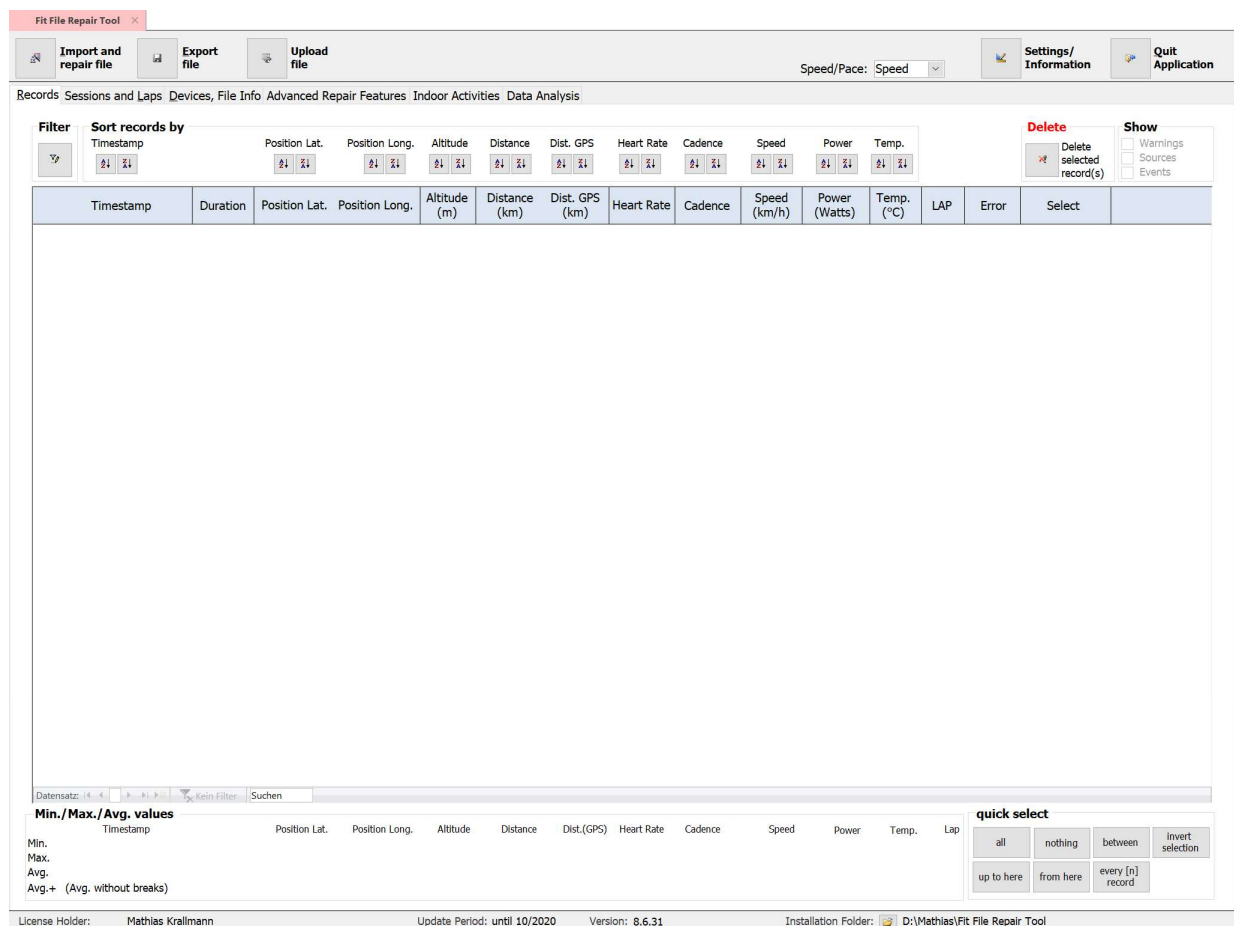 Fit File Repair Tool
Import and repair file
Export file
Upload file
Speed/Pace: Speed
Settings/ Information
Quit Application
Records Sessions and Laps Devices, File Info Advanced Repair Features Indoor Activities Data Analysis
Filter
Sort records by
Timestamp Position Lat. Position Long. Altitude Distance Dist. GPS Heart Rate Cadence Speed Power Temp.
Delete
Delete selected record(s)
Show
Warnings
Sources
Events
Timestamp Duration Position Lat. Position Long. Altitude (m) Distance (km) Dist. GPS (km) Heart Rate Cadence Speed (km/h) Power (Watts) Temp. (°C) LAP Error Select
Datensatz: Kein Filter Suchen
Min./Max./Avg. values
Timestamp Position Lat. Position Long. Altitude Distance Dist.(GPS) Heart Rate Cadence Speed Power Temp. Lap
Min.
Max.
Avg.
Avg.+ (Avg. without breaks)
quick select
all nothing between invert selection
up to here from here every [n] record
License Holder: Mathias Krallmann Update Period: until 10/2020 Version: 8.6.31 Installation Folder: D:\Mathias\Fit File Repair Tool